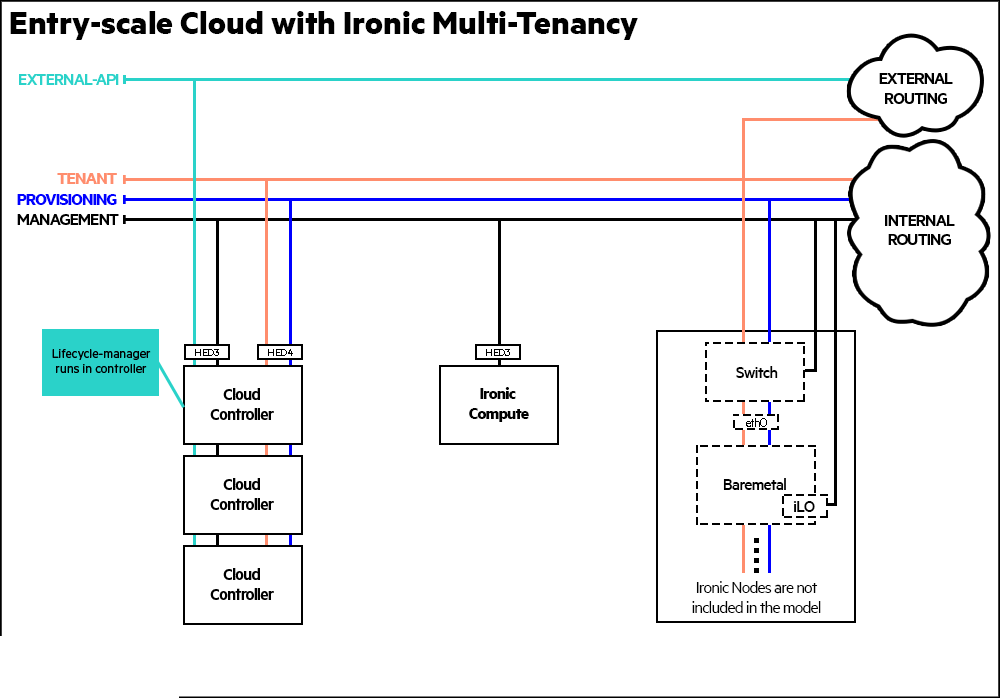 Entry-scale Cloud with Ironic Multi-Tenancy
EXTERNAL-API
EXTERNAL
ROUTING
TENANT
PROVISIONING
MANAGEMENT
INTERNAL
ROUTING
Lifecycle-manager
runs in controller
HED3
HED4
HED3
Cloud
Controller
Ironic
Compute
Switch
eth0
Cloud
Controller
Baremetal
iLO
Cloud
Controller
Ironic Nodes are not
included in the model